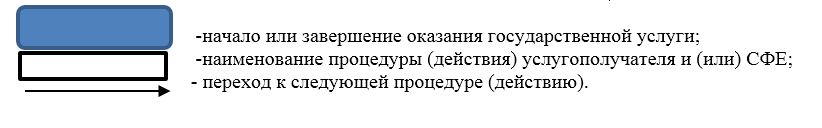 -начало или завершение оказания государственной услуги;
-наименование процедуры (действия) услугополучателя и (или) СФЕ;
- переход к следующей процедуре (действию).